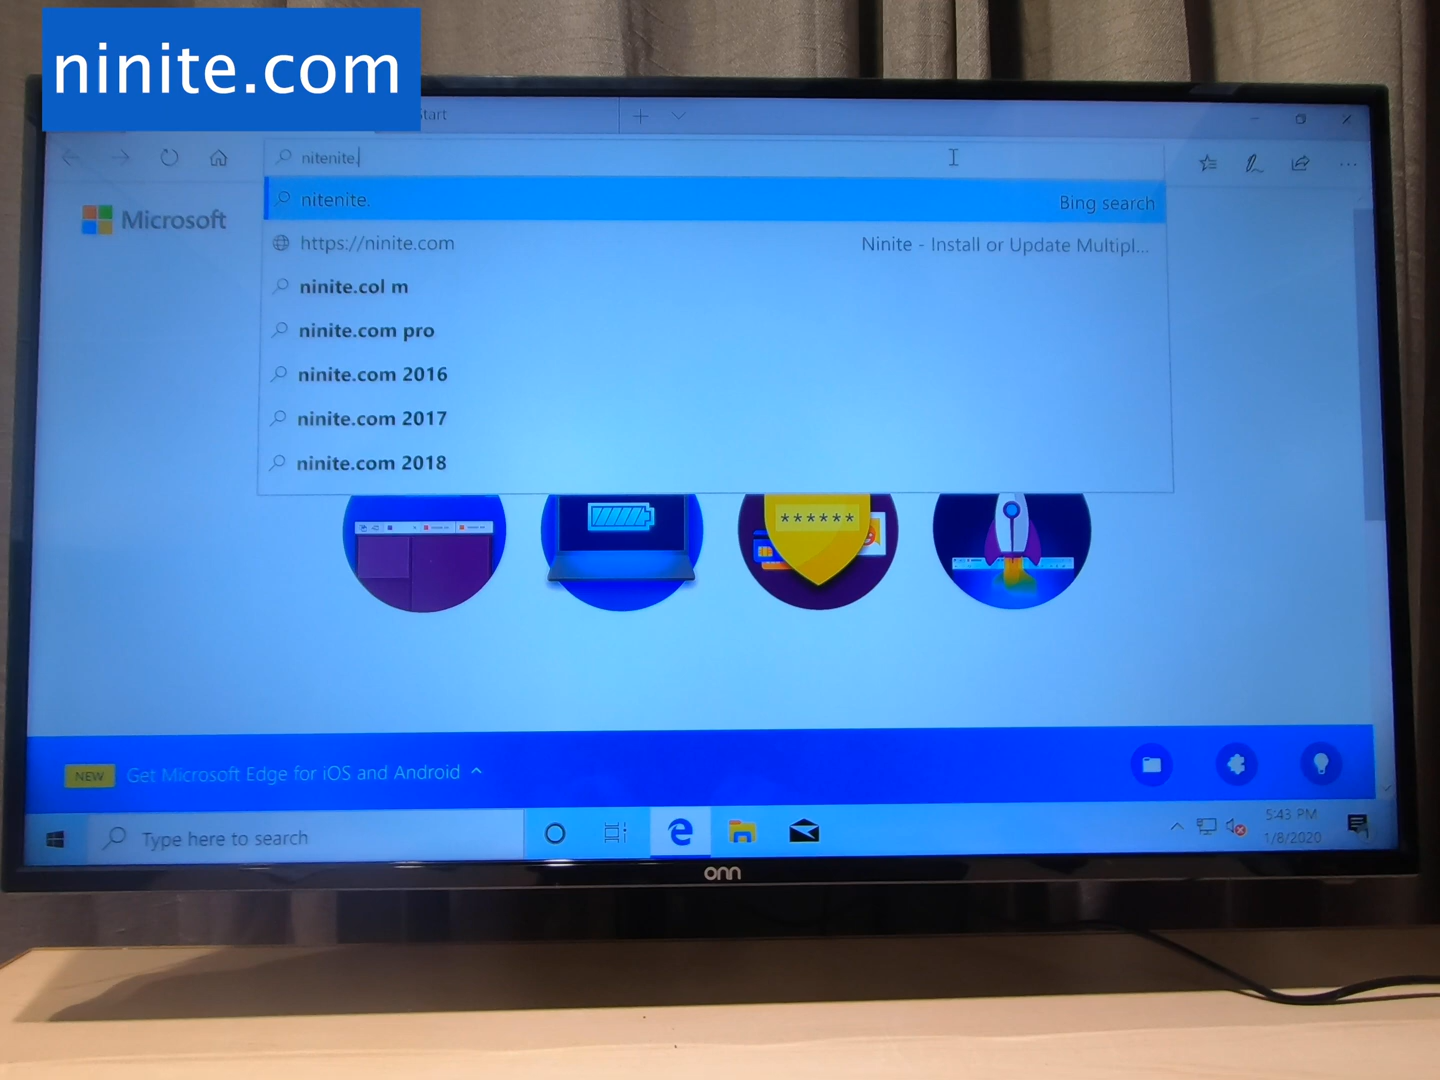 ninite.com
Start
nitenite.
nitenite.
Bing search
Microsoft
https://ninite.com
Ninite - Install or Update Multipl...
ninite.col m
ninite.com pro
ninite.com 2016
ninite.com 2017
ninite.com 2018
******
NEW
Get Microsoft Edge for iOS and Android
Type here to search
5:43 PM
1/8/2020
onn